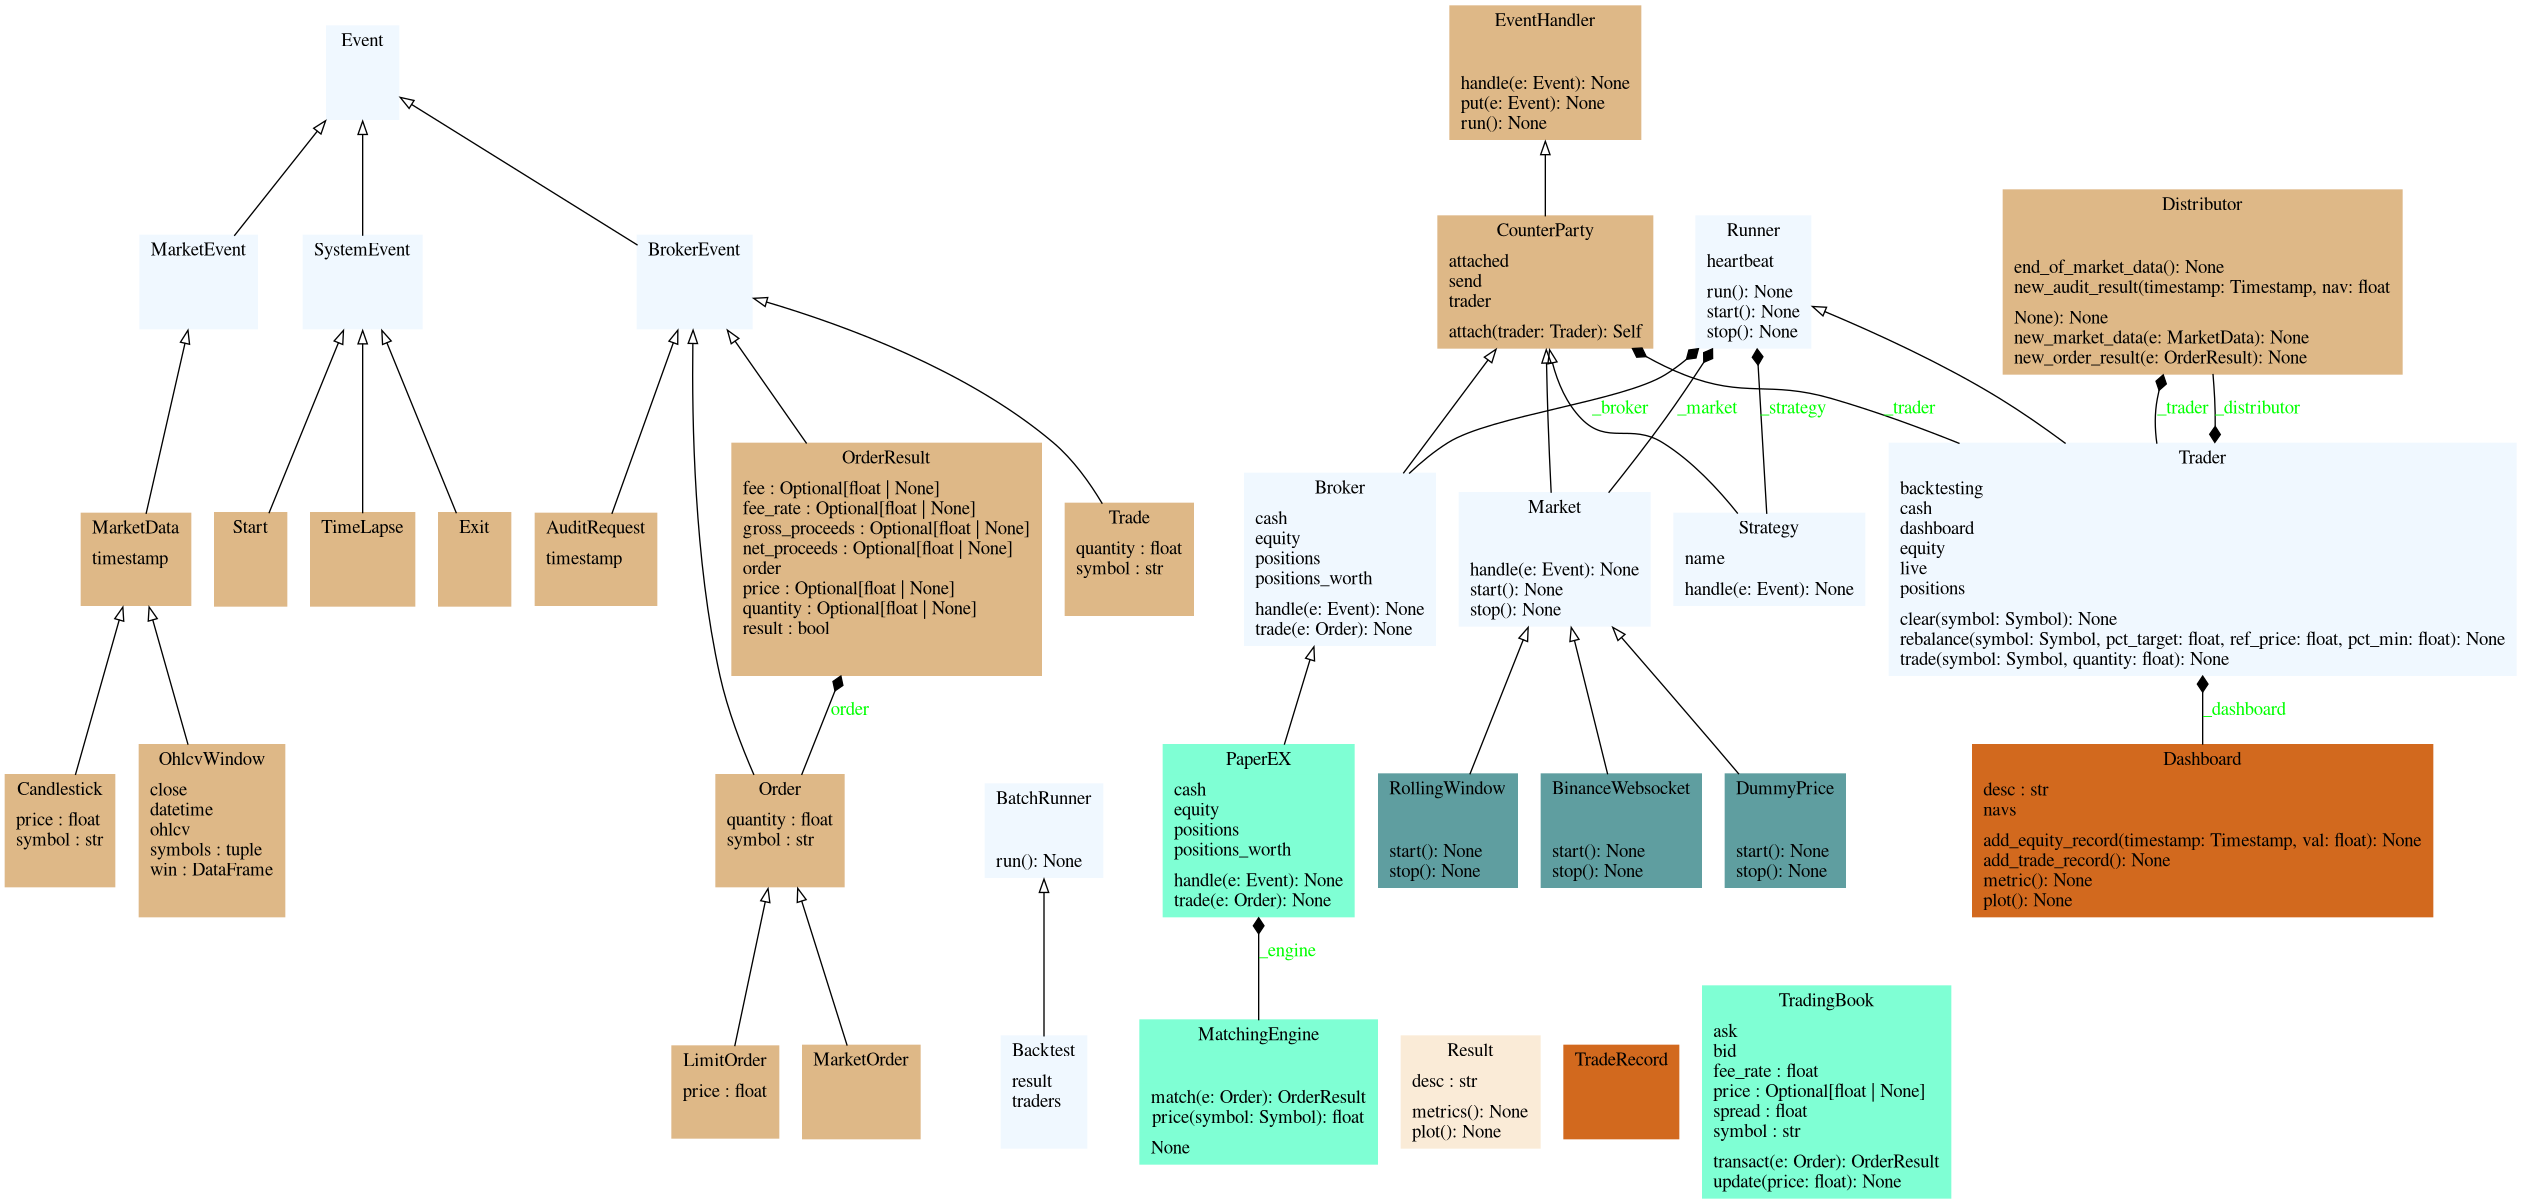 Event
EventHandler
handle(e: Event): None
put(e: Event): None
run(): None
MarketEvent
SystemEvent
BrokerEvent
CounterParty
attached
send
trader
attach(trader: Trader): Self
Runner
heartbeat
run(): None
start(): None
stop(): None
Distributor
end_of_market_data(): None
new_audit_result(timestamp: Timestamp, nav: float
None): None
new_market_data(e: MarketData): None
new_order_result(e: OrderResult): None
_broker
_market
_strategy
_trader
_trader
_distributor
MarketData
timestamp
Start
TimeLapse
Exit
AuditRequest
timestamp
OrderResult
fee : Optional[float | None]
fee_rate : Optional[float | None]
gross_proceeds : Optional[float | None]
net_proceeds : Optional[float | None]
order
price : Optional[float | None]
quantity : Optional[float | None]
result : bool
Trade
quantity : float
symbol : str
Broker
cash
equity
positions
positions_worth
handle(e: Event): None
trade(e: Order): None
Market
handle(e: Event): None
start(): None
stop(): None
Strategy
name
handle(e: Event): None
Trader
backtesting
cash
dashboard
equity
live
positions
clear(symbol: Symbol): None
rebalance(symbol: Symbol, pct_target: float, ref_price: float, pct_min: float): None
trade(symbol: Symbol, quantity: float): None
order
_dashboard
Candlestick
price : float
symbol : str
OhlcvWindow
close
datetime
ohlcv
symbols : tuple
win : DataFrame
Order
quantity : float
symbol : str
BatchRunner
run(): None
PaperEX
cash
equity
positions
positions_worth
handle(e: Event): None
trade(e: Order): None
RollingWindow
start(): None
stop(): None
BinanceWebsocket
start(): None
stop(): None
DummyPrice
start(): None
stop(): None
Dashboard
desc : str
navs
add_equity_record(timestamp: Timestamp, val: float): None
add_trade_record(): None
metric(): None
plot(): None
_engine
LimitOrder
price : float
MarketOrder
Backtest
result
traders
MatchingEngine
match(e: Order): OrderResult
price(symbol: Symbol): float
None
Result
desc : str
metrics(): None
plot(): None
TradeRecord
TradingBook
ask
bid
fee_rate : float
price : Optional[float | None]
spread : float
symbol : str
transact(e: Order): OrderResult
update(price: float): None